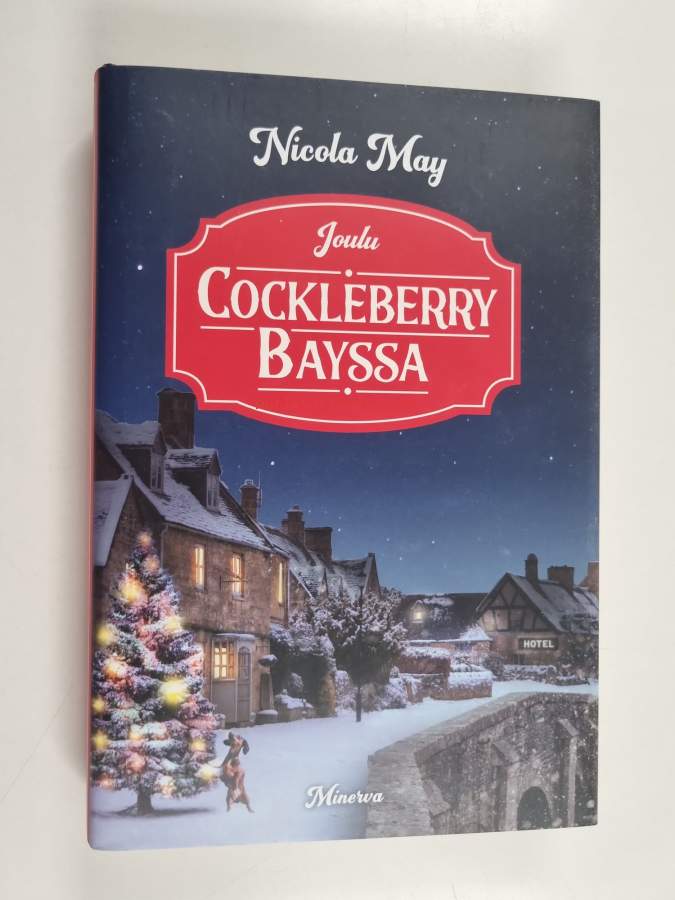 Nicola May
Joulu
COCKLEBERRY
BAYSSA
HOTEL
Minerva